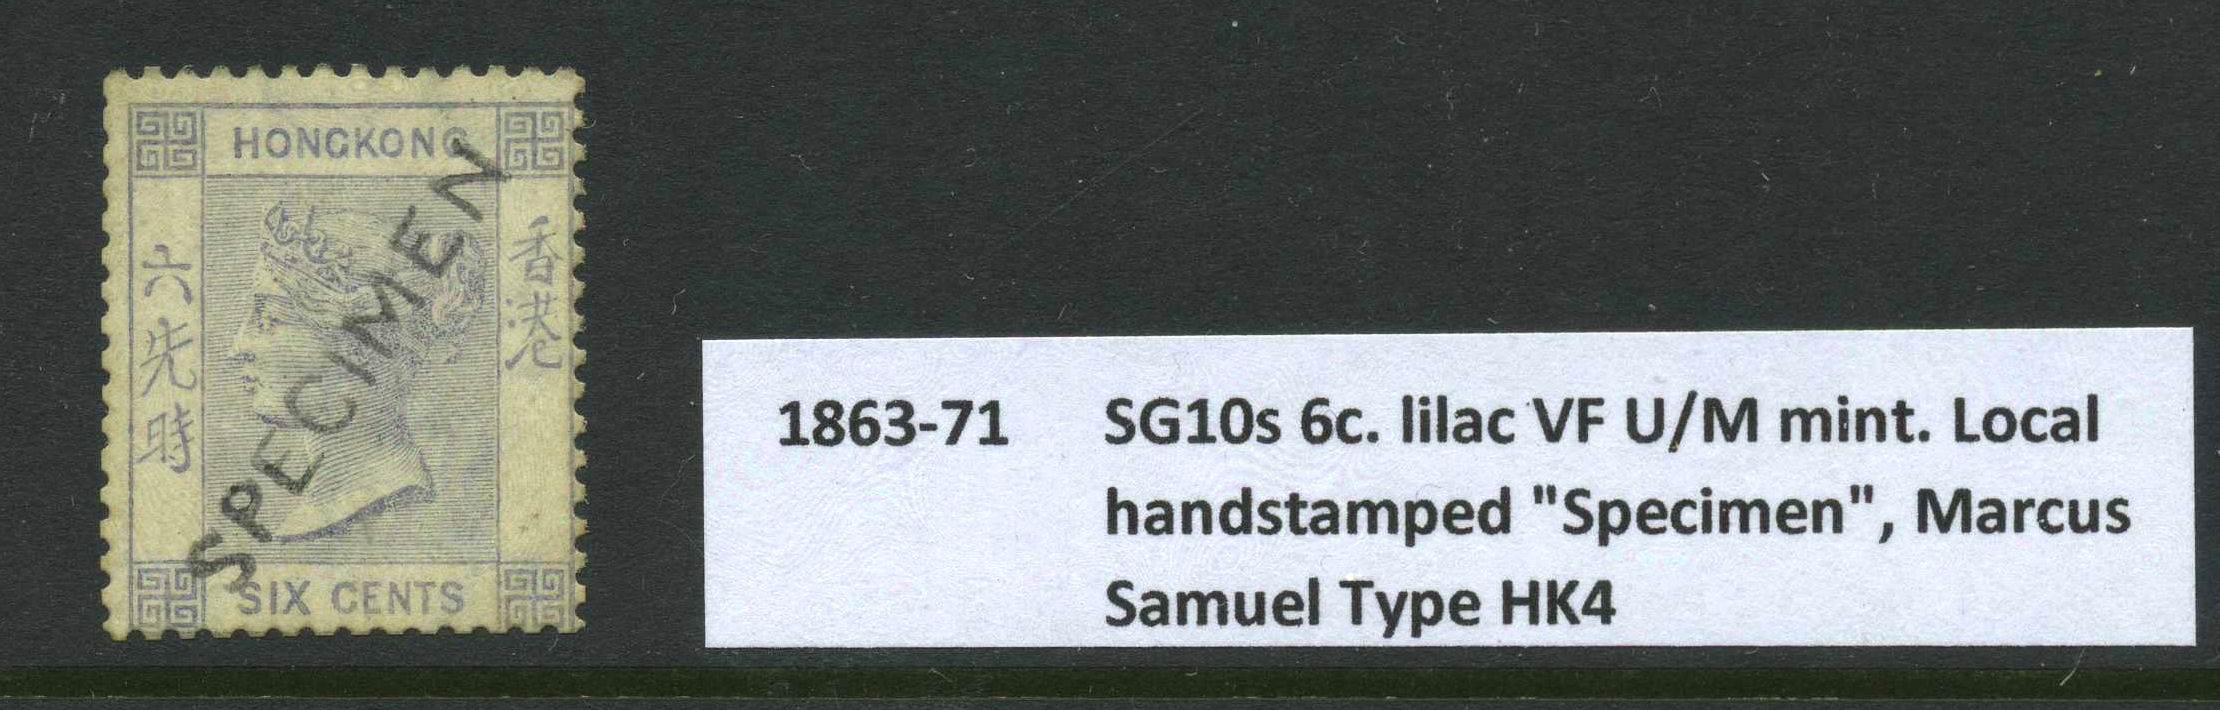 HONGKONG
SPECIMEN
六先時
香港
SIX CENTS
1863-71 SG10s 6c. lilac VF U/M mint. Local
handstamped "Specimen", Marcus
Samuel Type HK4